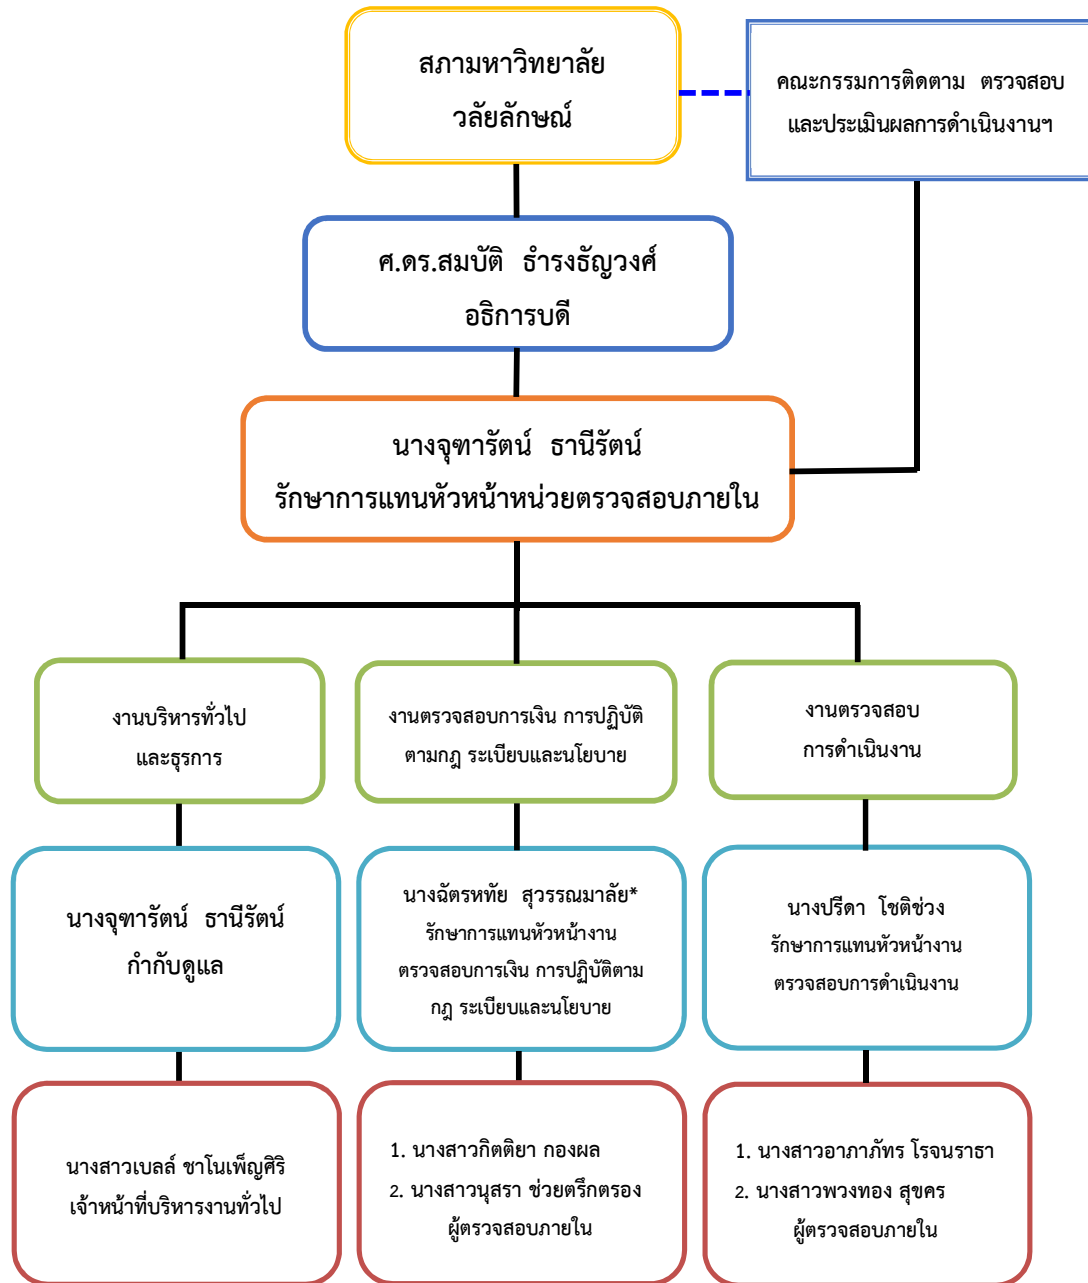 สภามหาวิทยาลัย
วลัยลักษณ์
คณะกรรมการติดตาม ตรวจสอบ
และประเมินผลการดำเนินงานฯ
ศ.ดร.สมบัติ ธำรงธัญวงศ์
อธิการบดี
นางจุฑารัตน์ ธานีรัตน์
รักษาการแทนหัวหน้าหน่วยตรวจสอบภายใน
งานบริหารทั่วไป
และธุรการ
งานตรวจสอบการเงิน การปฏิบัติ
ตามกฎ ระเบียบและนโยบาย
งานตรวจสอบ
การดำเนินงาน
นางจุฑารัตน์ ธานีรัตน์
กำกับดูแล
นางฉัตรหทัย สุวรรณมาลัย*
รักษาการแทนหัวหน้างาน
ตรวจสอบการเงิน การปฏิบัติตาม
กฎ ระเบียบและนโยบาย
นางปรีดา โชติช่วง
รักษาการแทนหัวหน้างาน
ตรวจสอบการดำเนินงาน
นางสาวเบลล์ ชาโนเพ็ญศิริ
เจ้าหน้าที่บริหารงานทั่วไป
1. นางสาวกิตติยา กองผล
2. นางสาวนุสรา ช่วยตรึกตรอง
ผู้ตรวจสอบภายใน
1. นางสาวอาภาภัทร โรจนราธา
2. นางสาวพวงทอง สุขคร
ผู้ตรวจสอบภายใน